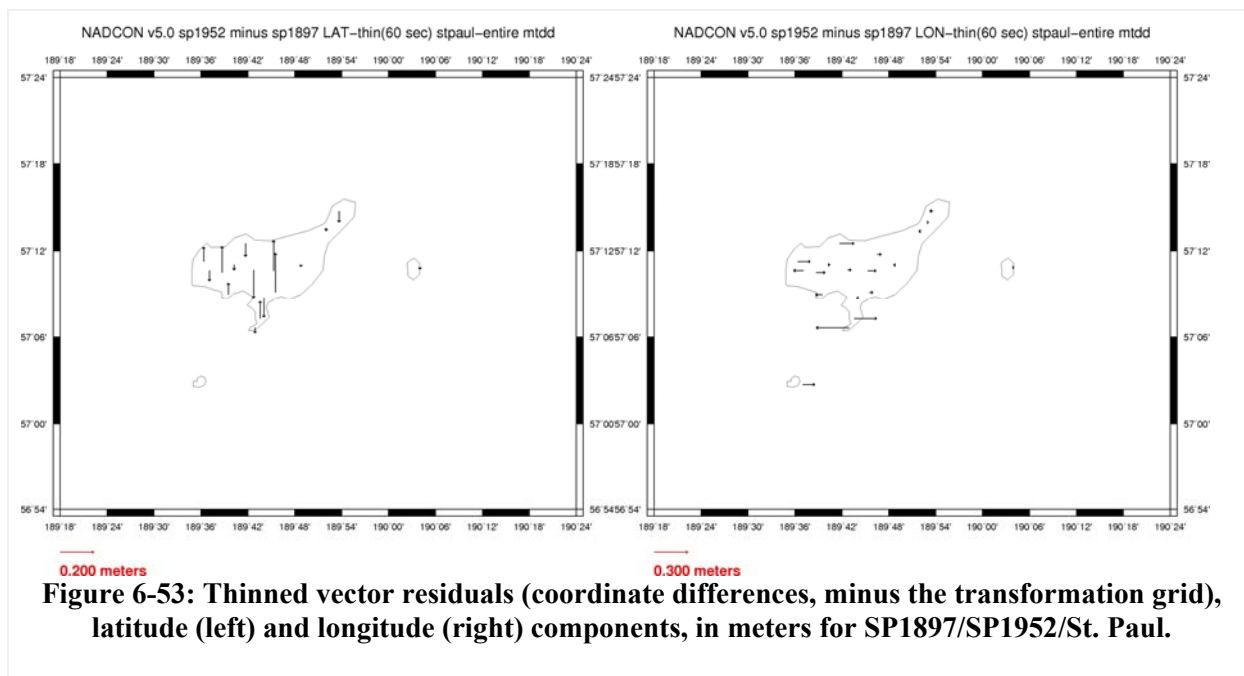 NADCON v5.0 sp1952 minus sp1897 LAT−thin(60 sec) stpaul−entire mtdd
NADCON v5.0 sp1952 minus sp1897 LON−thin(60 sec) stpaul−entire mtdd
189˚18' 189˚24' 189˚30' 189˚36' 189˚42' 189˚48' 189˚54' 190˚00' 190˚06' 190˚12' 190˚18' 190˚24'
189˚18' 189˚24' 189˚30' 189˚36' 189˚42' 189˚48' 189˚54' 190˚00' 190˚06' 190˚12' 190˚18' 190˚24'
57˚24' 57˚24' 57˚24' 57˚24'
57˚18' 57˚18' 57˚18' 57˚18'
57˚12' 57˚12' 57˚12' 57˚12'
57˚06' 57˚06' 57˚06' 57˚06'
57˚00' 57˚00' 57˚00' 57˚00'
56˚54' 56˚54' 56˚54' 56˚54'
189˚18' 189˚24' 189˚30' 189˚36' 189˚42' 189˚48' 189˚54' 190˚00' 190˚06' 190˚12' 190˚18' 190˚24'
189˚18' 189˚24' 189˚30' 189˚36' 189˚42' 189˚48' 189˚54' 190˚00' 190˚06' 190˚12' 190˚18' 190˚24'
0.200 meters
0.300 meters
Figure 6-53: Thinned vector residuals (coordinate differences, minus the transformation grid),
latitude (left) and longitude (right) components, in meters for SP1897/SP1952/St. Paul.